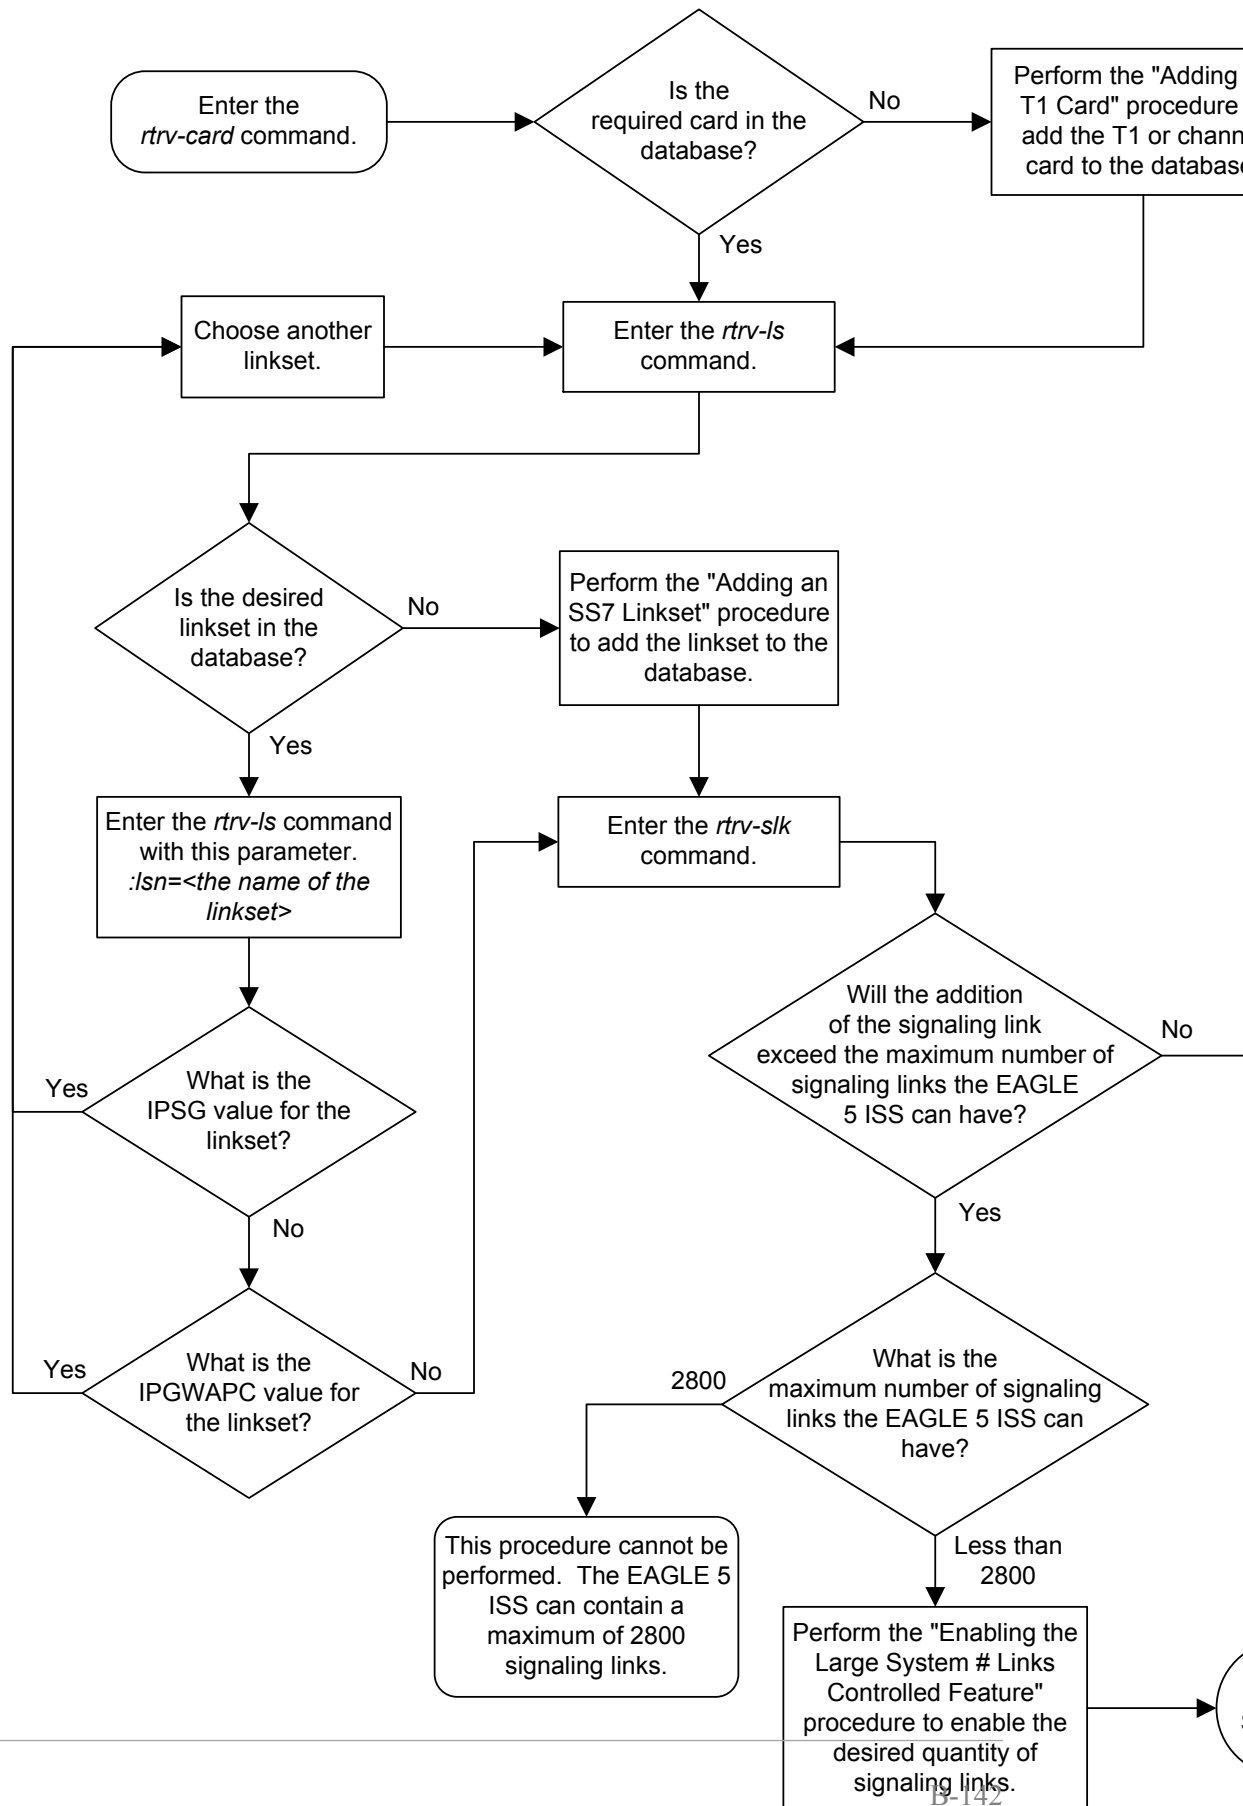 Enter the
rtrv-card command.
Is the
required card in the
database?
No
Perform the "Adding
T1 Card" procedure
add the T1 or
card to the
Yes
Choose another
linkset.
Enter the rtrv-ls
command.
Is the desired
linkset in the
database?
No
Perform the "Adding an
SS7 Linkset" procedure
to add the linkset to the
database.
Yes
Enter the rtrv-ls command
with this parameter.
:lsn=<the name of the
linkset>
Enter the rtrv-slk
command.
Will the addition
of the signaling link
exceed the maximum number of
signaling links the EAGLE
5 ISS can have?
No
Yes
What is the
IPSG value for the
linkset?
Yes
No
Yes
What is the
IPGWAPC value for
the linkset?
No
What is the
maximum number of signaling
links the EAGLE 5 ISS can
have?
2800
This procedure cannot be
performed. The EAGLE 5
ISS can contain a
maximum of 2800
signaling links.
Less than
2800
Perform the "Enabling the
Large System # Links
Controlled Feature"
procedure to enable the
desired quantity of
signaling links.
B-142